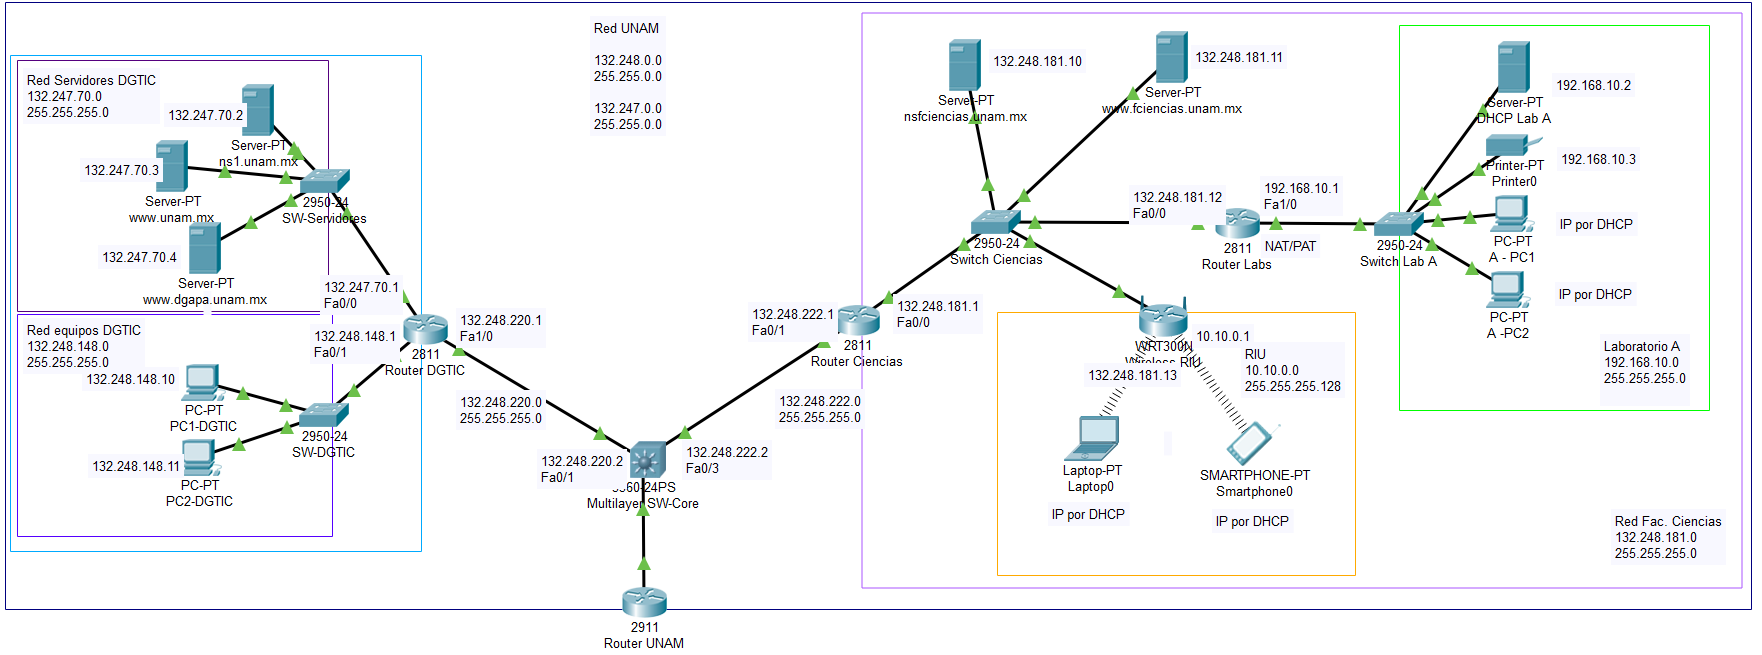 Red UNAM
132.248.0.0
255.255.0.0
132.247.0.0
255.255.0.0
Red Servidores DGTIC
132.247.70.0
255.255.255.0
132.247.70.2
Server-PT
ns1.unam.mx
132.247.70.3
Server-PT
www.unam.mx
2950-24
SW-Servidores
132.247.70.4
Server-PT
www.dgapa.unam.mx
132.247.70.1
Fa0/0
Red equipos DGTIC
132.248.148.0
255.255.255.0
132.248.148.1
Fa0/1
132.248.220.1
Fa1/0
2811
Router DGTIC
132.248.148.10
PC-PT
PC1-DGTIC
2950-24
SW-DGTIC
132.248.148.11
PC-PT
PC2-DGTIC
132.248.220.0
255.255.255.0
132.248.220.2
Fa0/1
132.248.222.2
Fa0/3
3560-24PS
Multilayer SW-Core
2911
Router UNAM
132.248.222.0
255.255.255.0
132.248.222.1
Fa0/1
132.248.181.1
Fa0/0
2811
Router Ciencias
132.248.181.10
Server-PT
nsfciencias.unam.mx
132.248.181.11
Server-PT
www.fciencias.unam.mx
2950-24
Switch Ciencias
132.248.181.12
Fa0/0
192.168.10.1
Fa1/0
2811
Router Labs
NAT/PAT
2950-24
Switch Lab A
192.168.10.2
Server-PT
DHCP Lab A
192.168.10.3
Printer-PT
Printer0
IP por DHCP
PC-PT
A - PC1
IP por DHCP
PC-PT
A -PC2
Laboratorio A
192.168.10.0
255.255.255.0
10.10.0.1
WRT300N
Wireless RIU
132.248.181.13
RIU
10.10.0.0
255.255.255.128
Laptop-PT
Laptop0
IP por DHCP
SMARTPHONE-PT
Smartphone0
IP por DHCP
Red Fac. Ciencias
132.248.181.0
255.255.255.0